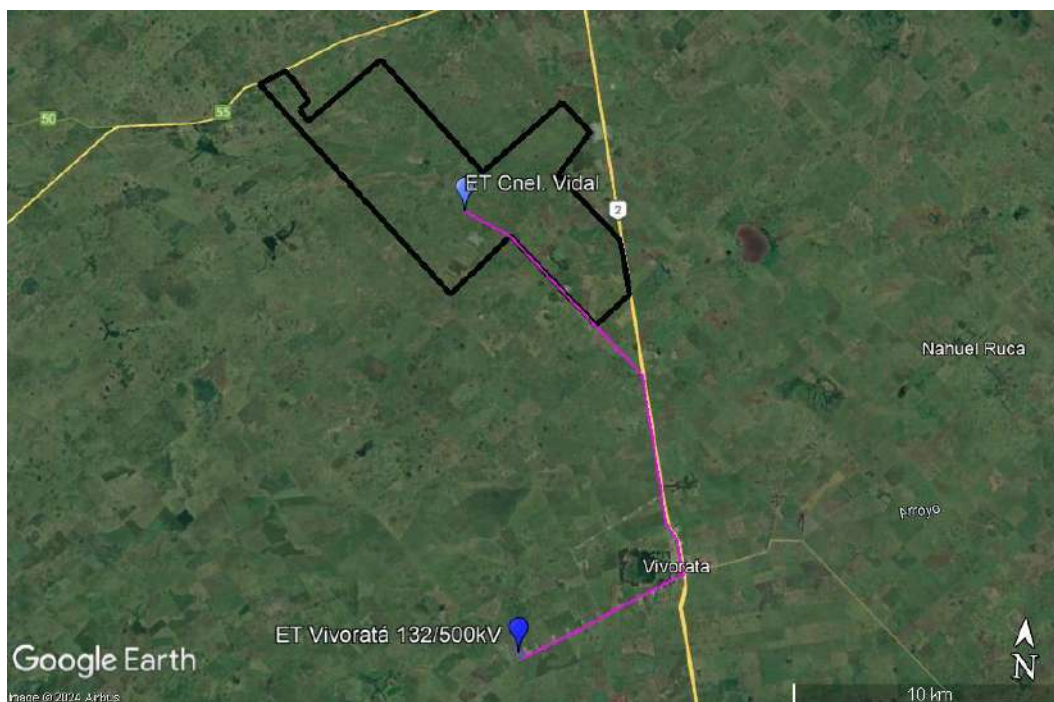 50
55
ET Cnel. Vidal
2
Nahuel Ruca
Arroyo
Vivorata
ET Vivoratá 132/500kV
Google Earth
N
Image © 2024 Airbus
10 km